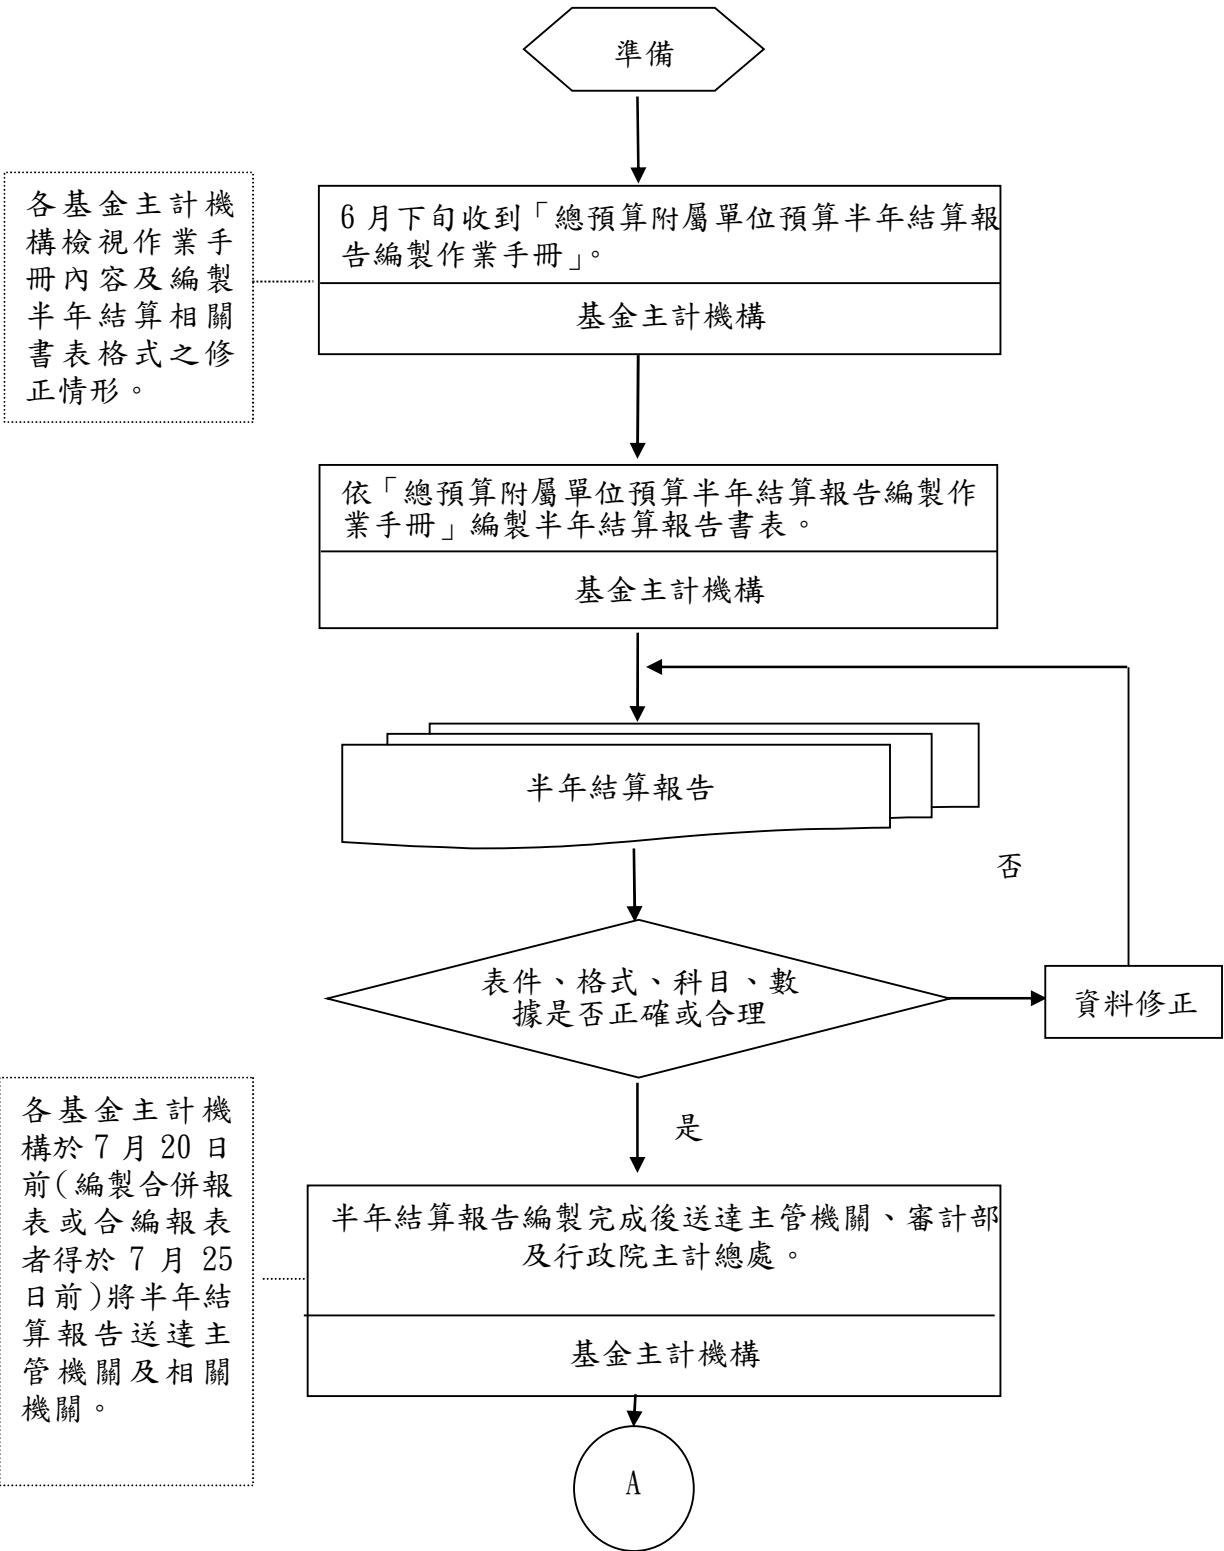 準備
各基金主計機
構檢視作業手
冊內容及編製
半年結算相關
書表格式之修
正情形。
6月下旬收到「總預算附屬單位預算半年結算報
告編製作業手冊」。
基金主計機構
依「總預算附屬單位預算半年結算報告編製作
業手冊」編製半年結算報告書表。
基金主計機構
半年結算報告
否
表件、格式、科目、數
據是否正確或合理
資料修正
是
各基金主計機
構於 7 月 20 日
前(編製合併報
表或合編報表
者得於 7 月 25
日前)將半年結
算報告送達主
管機關及相關
機關。
半年結算報告編製完成後送達主管機關、審計部
及行政院主計總處。
基金主計機構
A